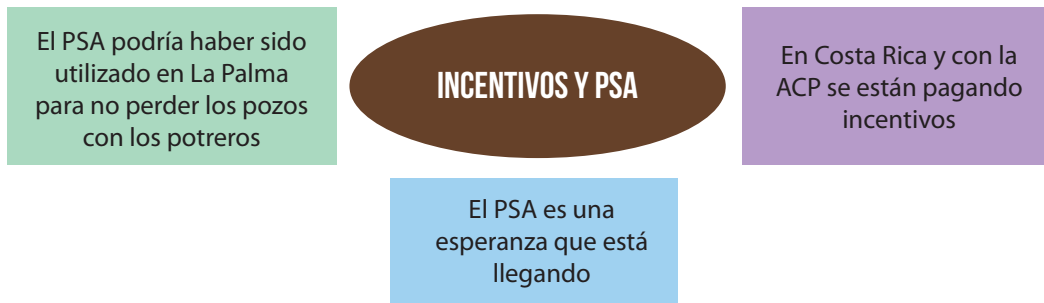 El PSA podría haber sido
utilizado en La Palma
para no perder los pozos
con los potreros
INCENTIVOS Y PSA
En Costa Rica y con la
ACP se están pagando
incentivos
El PSA es una
esperanza que está
llegando